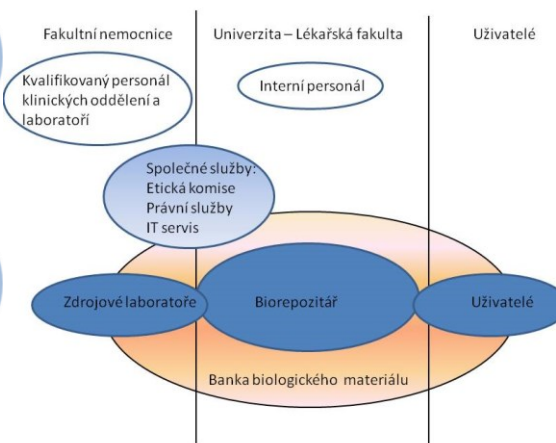 Fakultní nemocnice
Univerzita – Lékařská fakulta
Uživatelé
Kvalifikovaný personál
klinických oddělení a
laboratoří
Interní personál
Společné služby:
Etická komise
Právní služby
IT servis
Zdrojové laboratoře
Biorepozitář
Uživatelé
Banka biologického materiálu